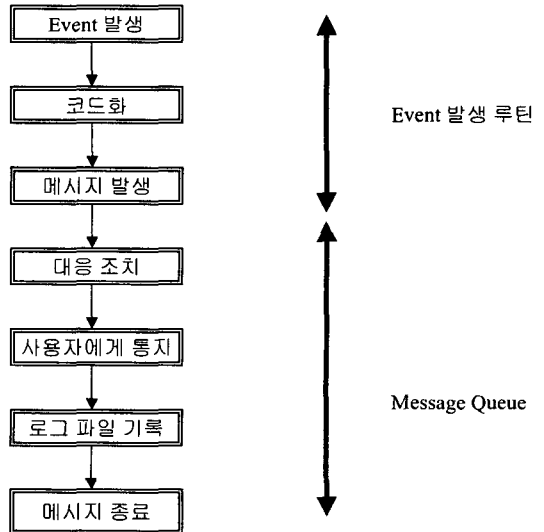 Event 발생
코드화
Event 발생 루틴
메시지 발생
대응 조치
사용자에게 통지
Message Queue
로그 파일 기록
메시지 종료